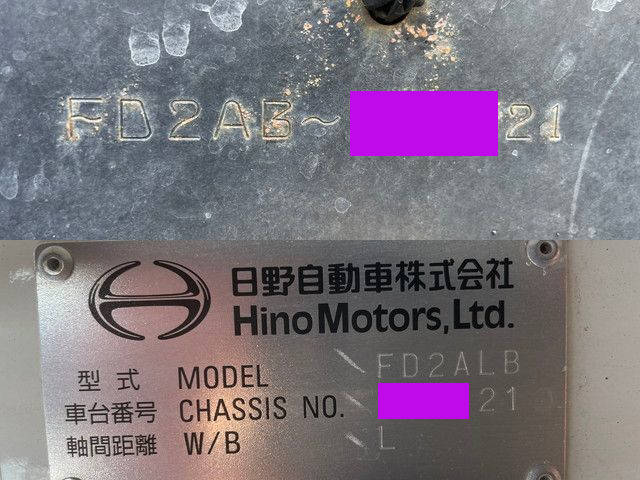 FD2AB~ 21
日野自動車株式会社
Hino Motors, Ltd.
型式 MODEL FD2ALB
車台番号 CHASSIS NO. 21
軸間距離 W/B L